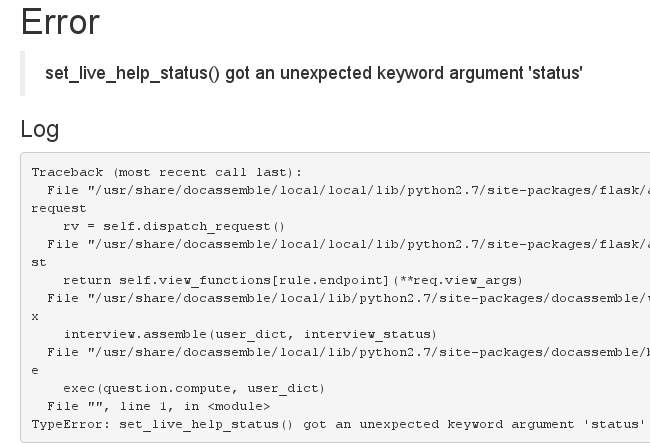 Error
set_live_help_status() got an unexpected keyword argument 'status'
Log
Traceback (most recent call last):
File "/usr/share/docassemble/local/local/lib/python2.7/site-packages/flask/
request
rv = self.dispatch_request()
File "/usr/share/docassemble/local/local/lib/python2.7/site-packages/flask/
st
return self.view_functions[rule.endpoint](**req.view_args)
File "/usr/share/docassemble/local/local/lib/python2.7/site-packages/docassemble/
x
interview.assemble(user_dict, interview_status)
File "/usr/share/docassemble/local/local/lib/python2.7/site-packages/docassemble/
e
exec(question.compute, user_dict)
File "", line 1, in <module>
TypeError: set_live_help_status() got an unexpected keyword argument 'status'